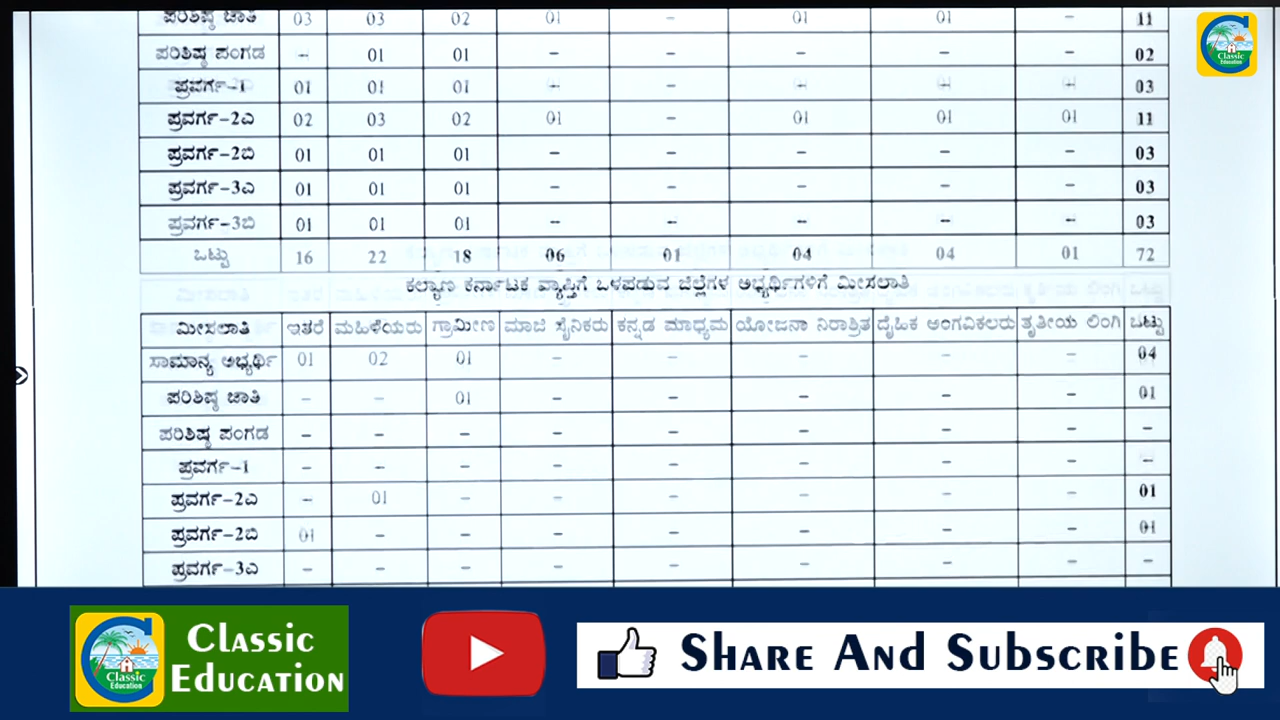 ಪರಿಶಿಷ್ಠ ಜಾತಿ 03 03 02 01 - 01 01 - 11
ಪರಿಶಿಷ್ಠ ಪಂಗಡ - 01 01 - - - - - 02
ಪ್ರವರ್ಗ-1 01 01 01 - - - - - 03
ಪ್ರವರ್ಗ-2ಎ 02 03 02 01 - 01 01 01 11
ಪ್ರವರ್ಗ-2ಬಿ 01 01 01 - - - - - 03
ಪ್ರವರ್ಗ-3ಎ 01 01 01 - - - - - 03
ಪ್ರವರ್ಗ-3ಬಿ 01 01 01 - - - - - 03
ಒಟ್ಟು 16 22 18 06 01 04 04 01 72
ಕಲ್ಯಾಣ ಕರ್ನಾಟಕ ವ್ಯಾಪ್ತಿಗೆ ಒಳಪಡುವ ಜಿಲ್ಲೆಗಳ ಅಭ್ಯರ್ಥಿಗಳಿಗೆ ಮೀಸಲಾತಿ
ಮೀಸಲಾತಿ ಇತರೆ ಮಹಿಳೆಯರು ಗ್ರಾಮೀಣ ಮಾಜಿ ಸೈನಿಕರು ಕನ್ನಡ ಮಾಧ್ಯಮ ಯೋಜನಾ ನಿರಾಶ್ರಿತ ದೈಹಿಕ ಅಂಗವಿಕಲರು ತೃತೀಯ ಲಿಂಗಿ ಒಟ್ಟು
ಸಾಮಾನ್ಯ ಅಭ್ಯರ್ಥಿ 01 02 01 - - - - - 04
ಪರಿಶಿಷ್ಠ ಜಾತಿ - - 01 - - - - - 01
ಪರಿಶಿಷ್ಠ ಪಂಗಡ - - - - - - - - -
ಪ್ರವರ್ಗ-1 - - - - - - - - -
ಪ್ರವರ್ಗ-2ಎ - 01 - - - - - - 01
ಪ್ರವರ್ಗ-2ಬಿ 01 - - - - - - - 01
ಪ್ರವರ್ಗ-3ಎ - - - - - - - - -
Classic Education
Classic Education
Classic
Education
Share And Subscribe